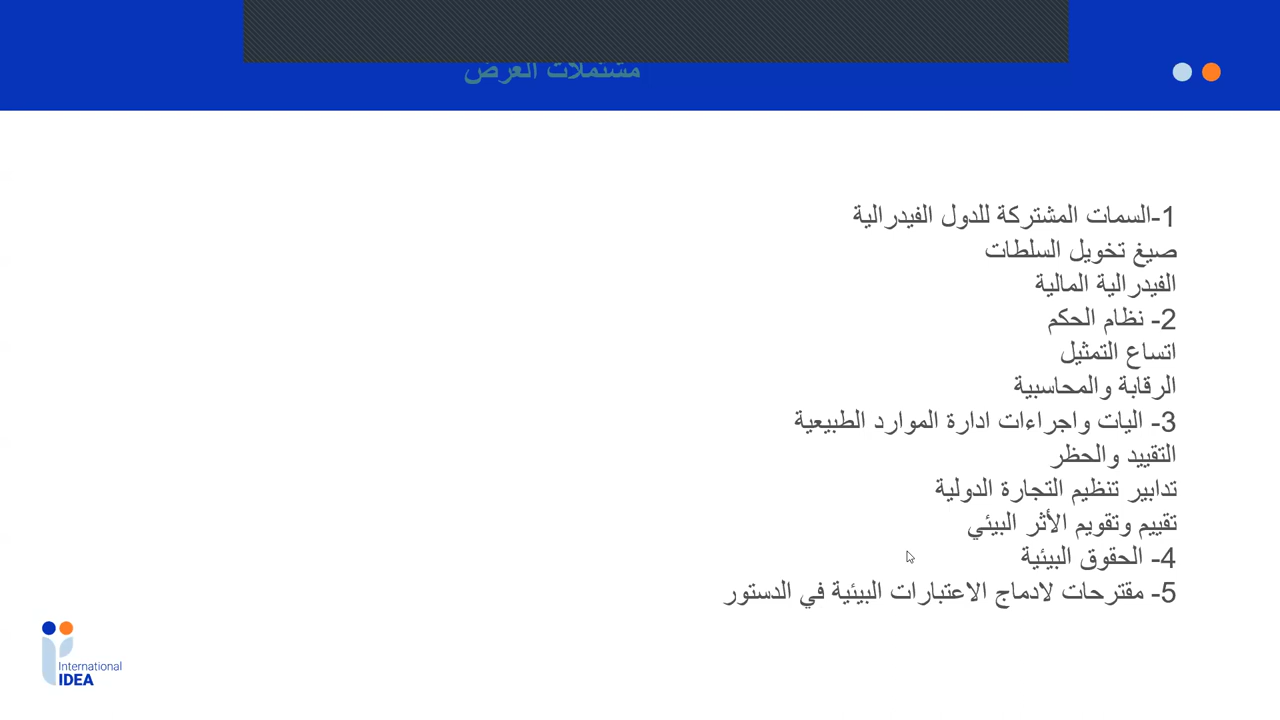 مشتملات العرض
1-السمات المشتركة للدول الفيدرالية
صيغ تخويل السلطات
الفيدرالية المالية
2- نظام الحكم
اتساع التمثيل
الرقابة والمحاسبية
3- اليات واجراءات ادارة الموارد الطبيعية
التقييد والحظر
تدابير تنظيم التجارة الدولية
تقييم وتقويم الأثر البيئي
4- الحقوق البيئية
5- مقترحات لادماج الاعتبارات البيئية في الدستور
International
IDEA